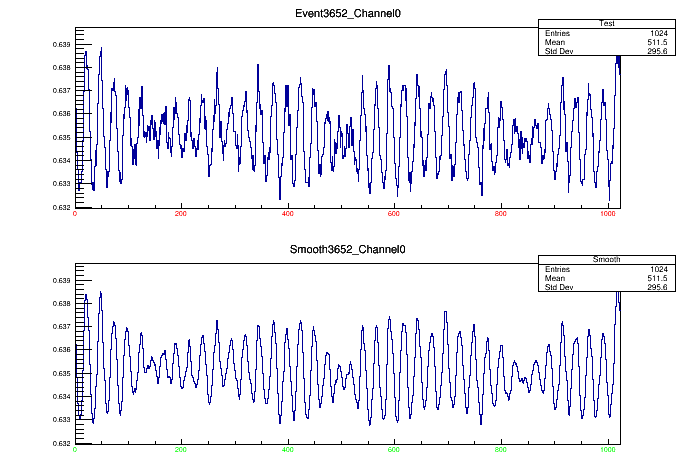 Event3652_Channel0
Test
Entries 1024
Mean 511.5
Std Dev 295.6
0.639
0.638
0.637
0.636
0.635
0.634
0.633
0.632
0 200 400 600 800 1000
Smooth3652_Channel0
Smooth
Entries 1024
Mean 511.5
Std Dev 295.6
0.639
0.638
0.637
0.636
0.635
0.634
0.633
0.632
0 200 400 600 800 1000